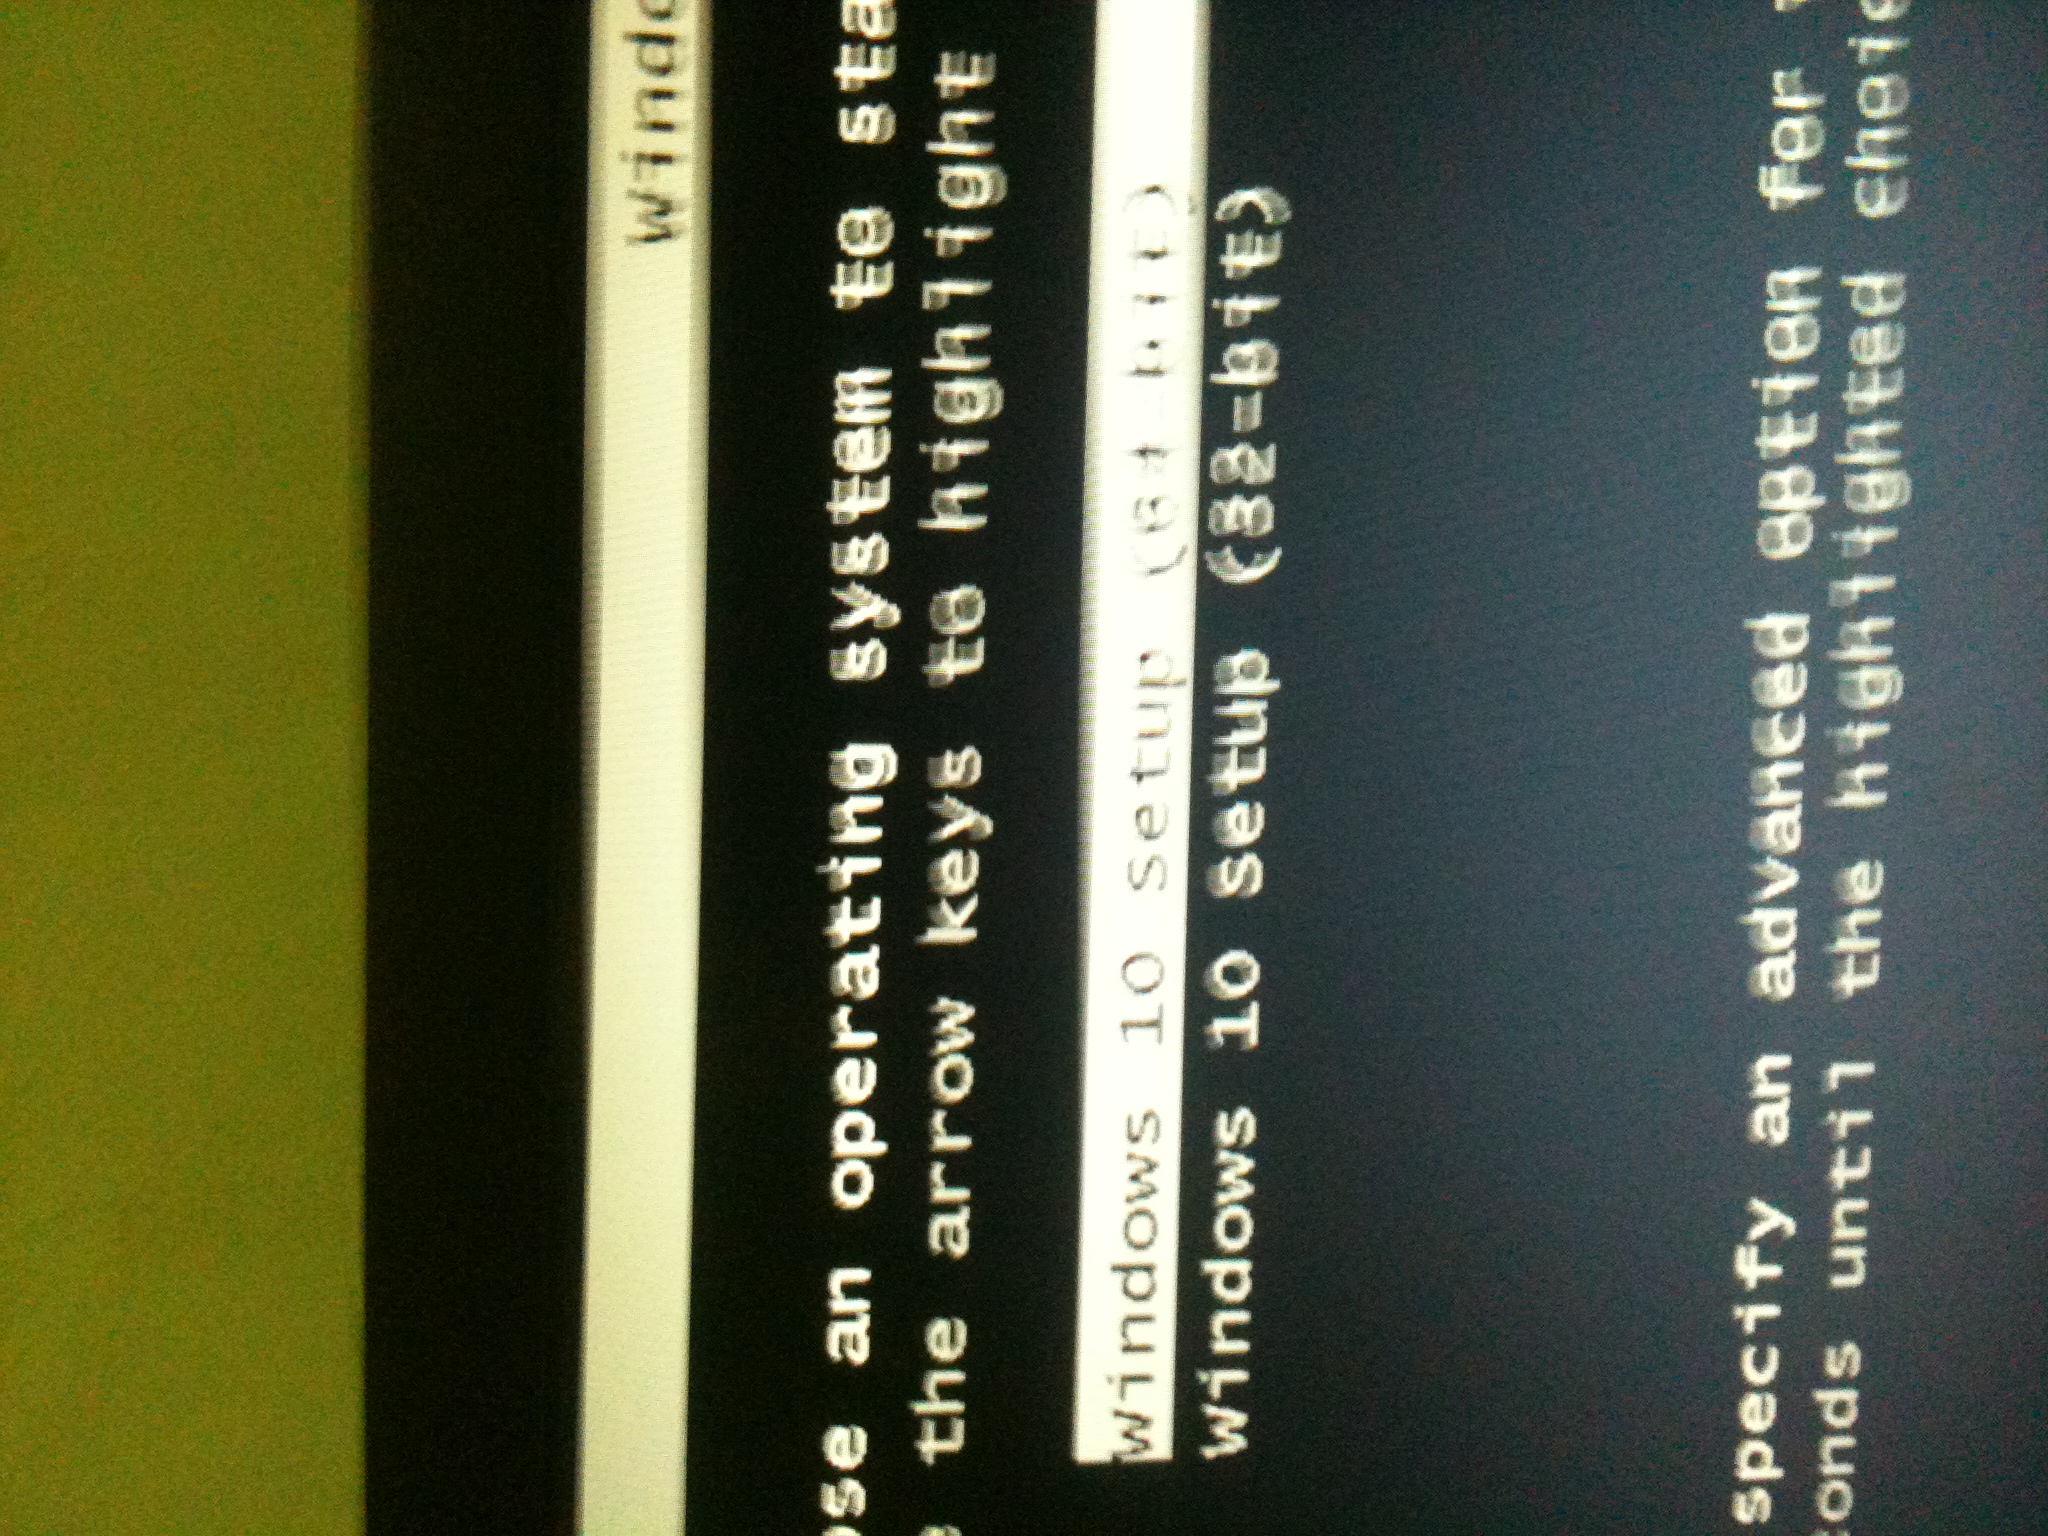 Windo
ose an operating system to sta
e the arrow keys to highlight
Windows 10 Setup (64-bit)
Windows 10 Setup (32-bit)
specify an advanced option for
conds until the highlighted choic